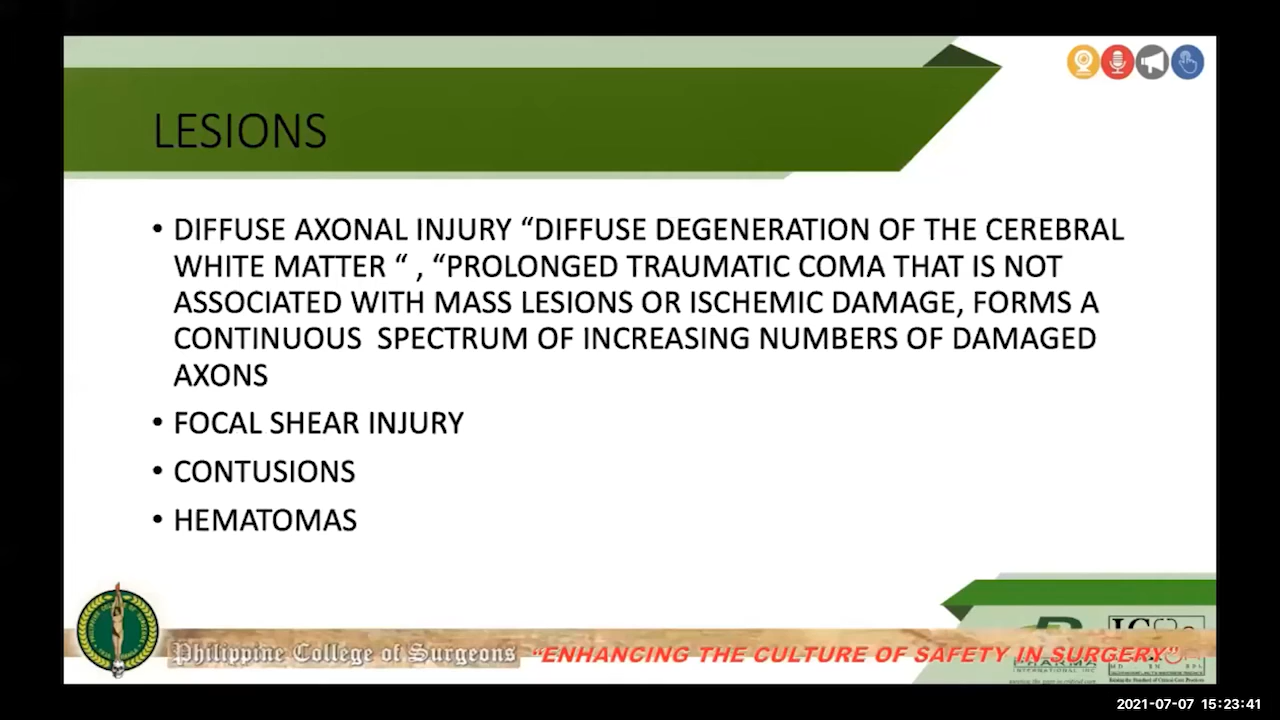 LESIONS
• DIFFUSE AXONAL INJURY “DIFFUSE DEGENERATION OF THE CEREBRAL
WHITE MATTER “ , “PROLONGED TRAUMATIC COMA THAT IS NOT
ASSOCIATED WITH MASS LESIONS OR ISCHEMIC DAMAGE, FORMS A
CONTINUOUS  SPECTRUM OF INCREASING NUMBERS OF DAMAGED
AXONS
• FOCAL SHEAR INJURY
• CONTUSIONS
• HEMATOMAS
Philippine College of Surgeons “ENHANCING THE CULTURE OF SAFETY IN SURGERY”
INTERNATIONAL INC
2021-07-07 15:23:41